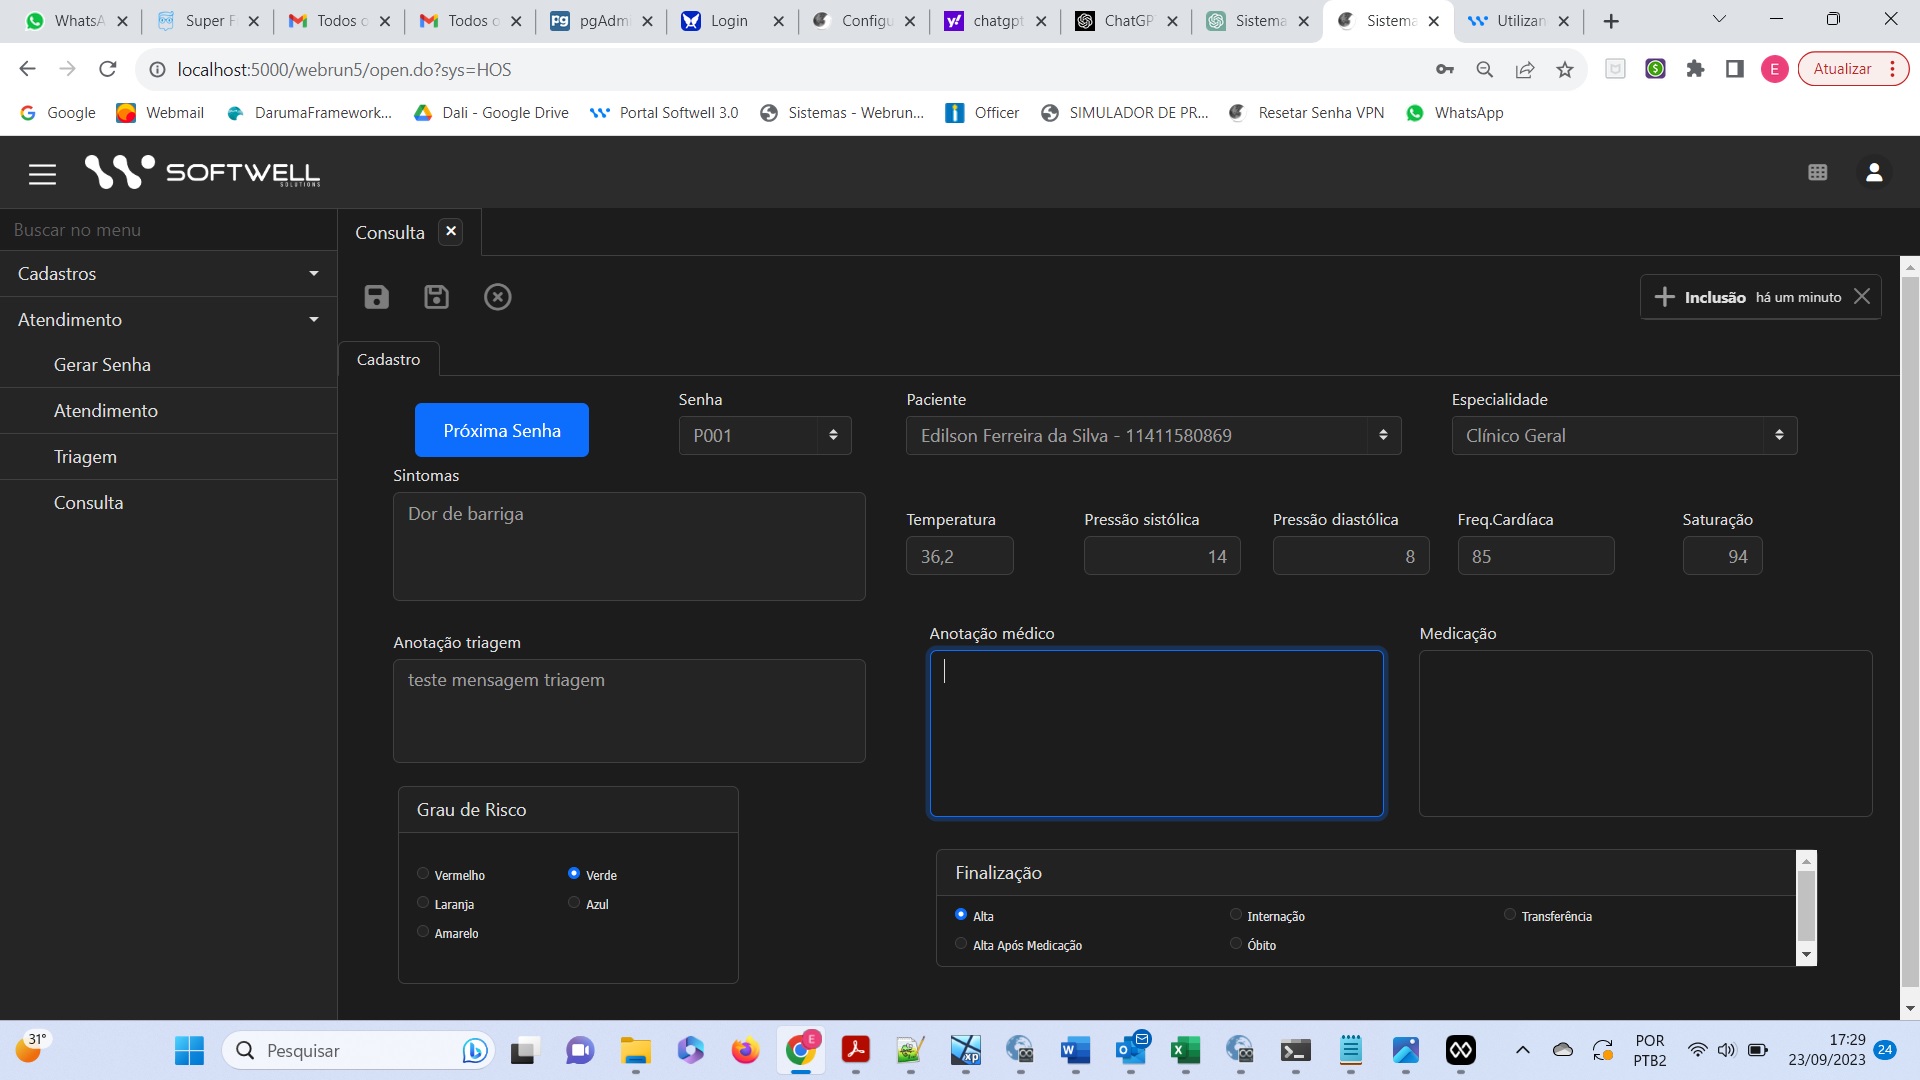 WhatsA
Super F
Todos o
Todos o
pgAdmi
Login
Configu
chatgpt
ChatGP
Sistema
Sistema
Utilizan
localhost:5000/webrun5/open.do?sys=HOS
E
Atualizar
Google
Webmail
DarumaFramework...
Dali - Google Drive
Portal Softwell 3.0
Sistemas - Webrun...
Officer
SIMULADOR DE PR...
Resetar Senha VPN
WhatsApp
SOFTWELL
SOLUTIONS
Buscar no menu
Cadastros
Atendimento
Gerar Senha
Atendimento
Triagem
Consulta
Consulta
Inclusão há um minuto
Cadastro
Próxima Senha
Senha
P001
Paciente
Edilson Ferreira da Silva - 11411580869
Especialidade
Clínico Geral
Sintomas
Dor de barriga
Temperatura
36,2
Pressão sistólica
14
Pressão diastólica
8
Freq.Cardíaca
85
Saturação
94
Anotação triagem
teste mensagem triagem
Anotação médico
Medicação
Grau de Risco
Vermelho
Verde
Laranja
Azul
Amarelo
Finalização
Alta
Internação
Transferência
Alta Após Medicação
Óbito
31°
Pesquisar
POR
PTB2
17:29
23/09/2023
24